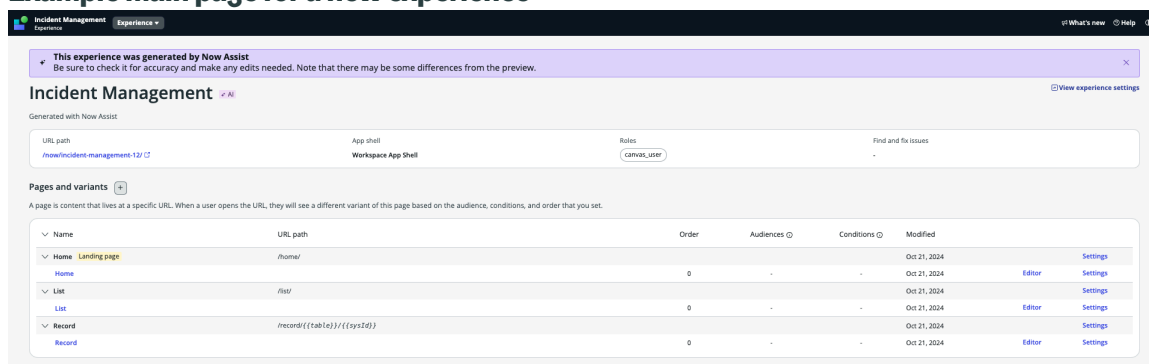 Example main page for a new experience
Incident Management
Experience
Experience
What's new
Help
This experience was generated by Now Assist
Be sure to check it for accuracy and make any edits needed. Note that there may be some differences from the preview.
Incident Management AI
View experience settings
Generated with Now Assist
URL path App shell Roles Find and fix issues
/now/incident-management-12/ Workspace App Shell canvas_user -
Pages and variants +
A page is content that lives at a specific URL. When a user opens the URL, they will see a different variant of this page based on the audience, conditions, and order that you set.
Name URL path Order Audiences Conditions Modified
Home Landing page /home/ Oct 21, 2024 Settings
Home 0 - - Oct 21, 2024 Editor Settings
List /list/ Oct 21, 2024 Settings
List 0 - - Oct 21, 2024 Editor Settings
Record /record/{{table}}/{{sysId}} Oct 21, 2024 Settings
Record 0 - - Oct 21, 2024 Editor Settings